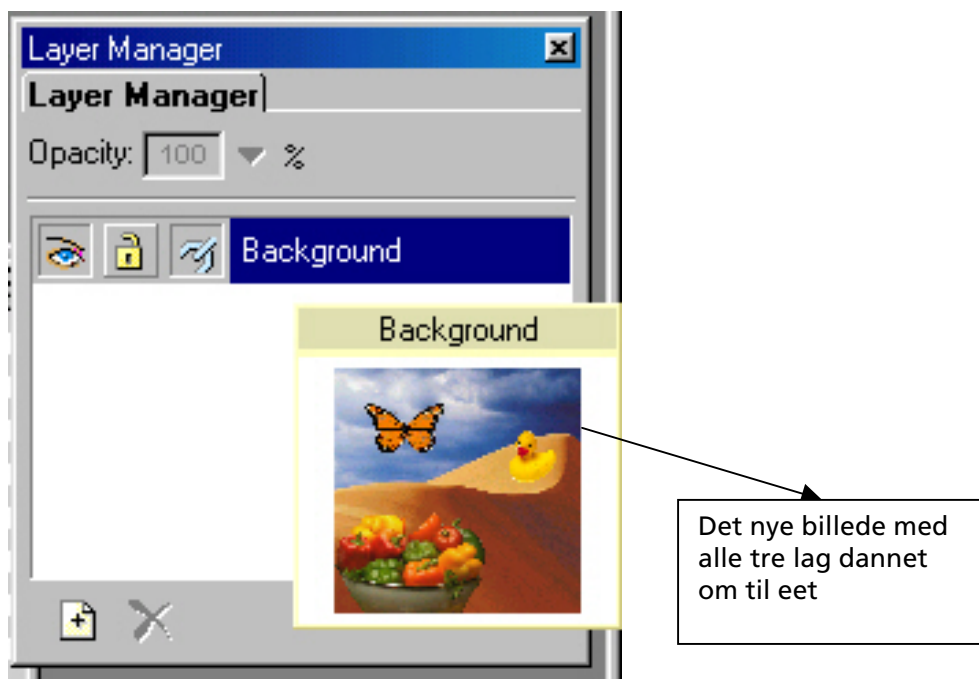 Layer Manager
Layer Manager
Opacity: 100 %
Background
Background
Det nye billede med
alle tre lag dannet
om til eet